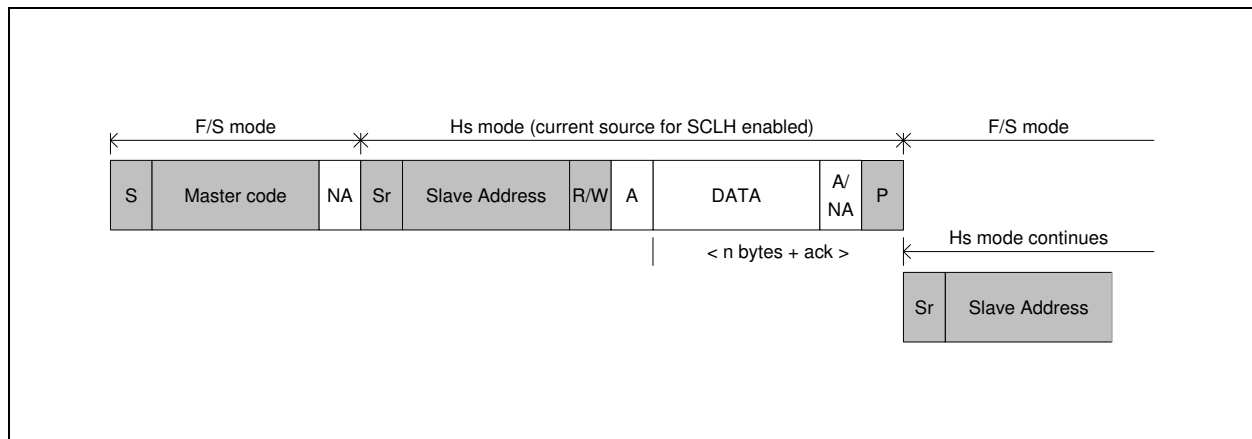 F/S mode
Hs mode (current source for SCLH enabled)
F/S mode
S
Master code
NA
Sr
Slave Address
R/W
A
DATA
A/
NA
P
< n bytes + ack >
Hs mode continues
Sr
Slave Address